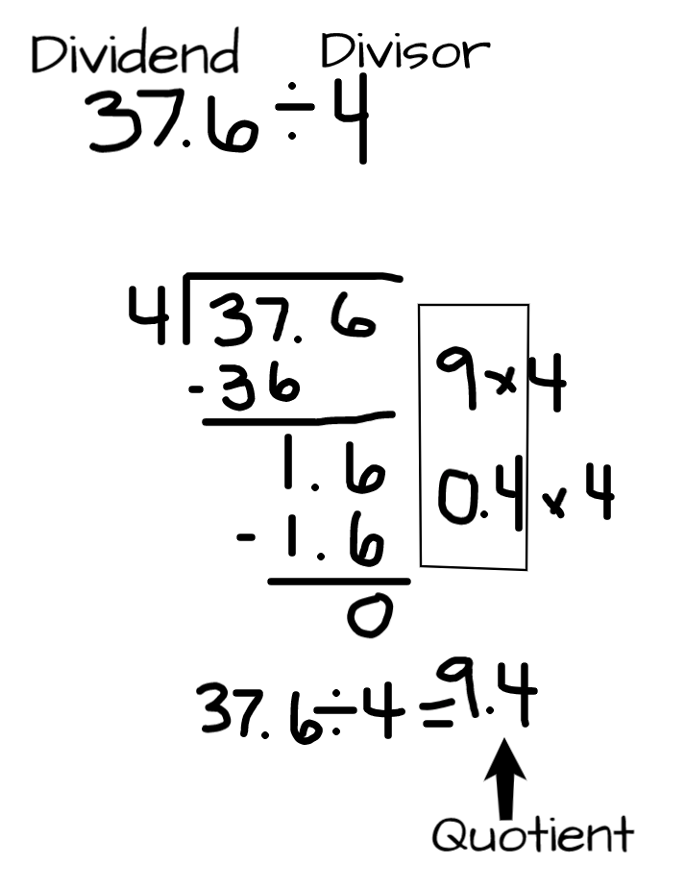 Dividend Divisor
37.6 ÷ 4
4 37.6
- 36 9 × 4
1.6 0.4 × 4
- 1.6
0
37.6 ÷ 4 = 9.4
Quotient